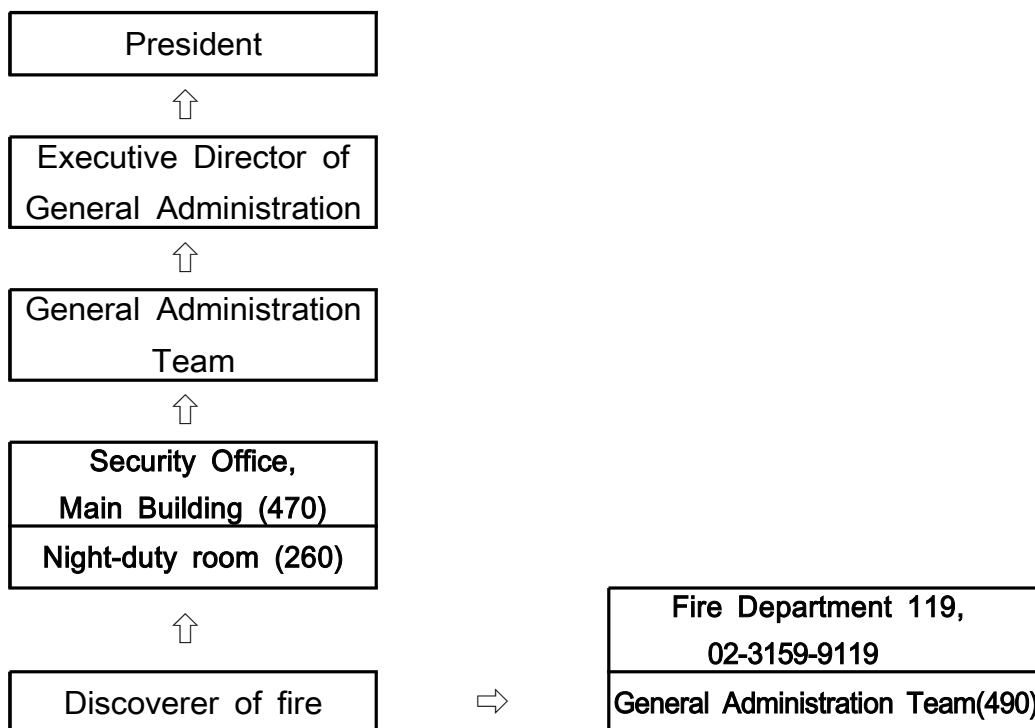 President
⇧
Executive Director of
General Administration
⇧
General Administration
Team
⇧
Security Office,
Main Building (470)
Night-duty room (260)
⇧
Fire Department 119,
02-3159-9119
Discoverer of fire ⇨ General Administration Team(490)